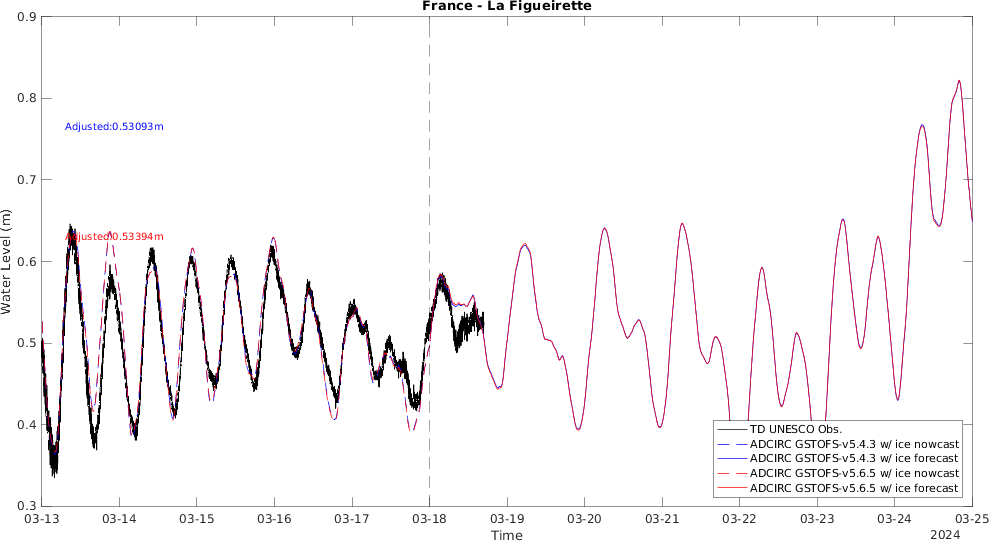 France - La Figueirette
0.9
0.8
0.7
0.6
0.5
0.4
0.3
Water Level (m)
Adjusted:0.53093m
Adjusted:0.53394m
TD UNESCO Obs.
ADCIRC GSTOFS-v5.4.3 w/ ice nowcast
ADCIRC GSTOFS-v5.4.3 w/ ice forecast
ADCIRC GSTOFS-v5.6.5 w/ ice nowcast
ADCIRC GSTOFS-v5.6.5 w/ ice forecast
03-13 03-14 03-15 03-16 03-17 03-18 03-19 03-20 03-21 03-22 03-23 03-24 03-25
Time
2024